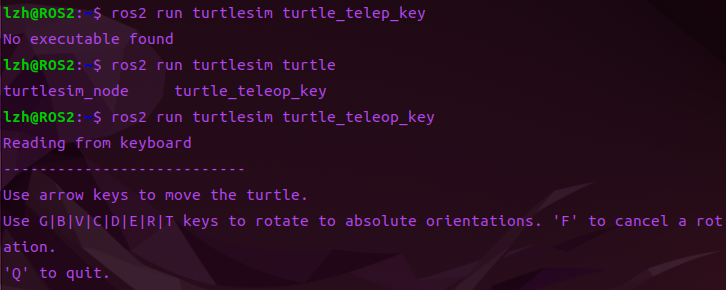 lzh@ROS2:~$ ros2 run turtlesim turtle_telep_key
No executable found
lzh@ROS2:~$ ros2 run turtlesim turtle
turtlesim_node     turtle_teleop_key
lzh@ROS2:~$ ros2 run turtlesim turtle_teleop_key
Reading from keyboard
---------------------------
Use arrow keys to move the turtle.
Use G|B|V|C|D|E|R|T keys to rotate to absolute orientations. 'F' to cancel a rot
ation.
'Q' to quit.